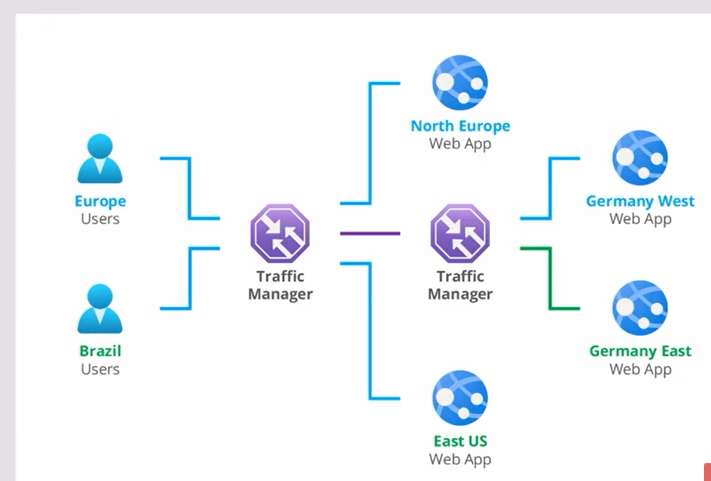 North Europe
Web App
Europe
Users
Germany West
Web App
Traffic
Manager
Traffic
Manager
Brazil
Users
Germany East
Web App
East US
Web App